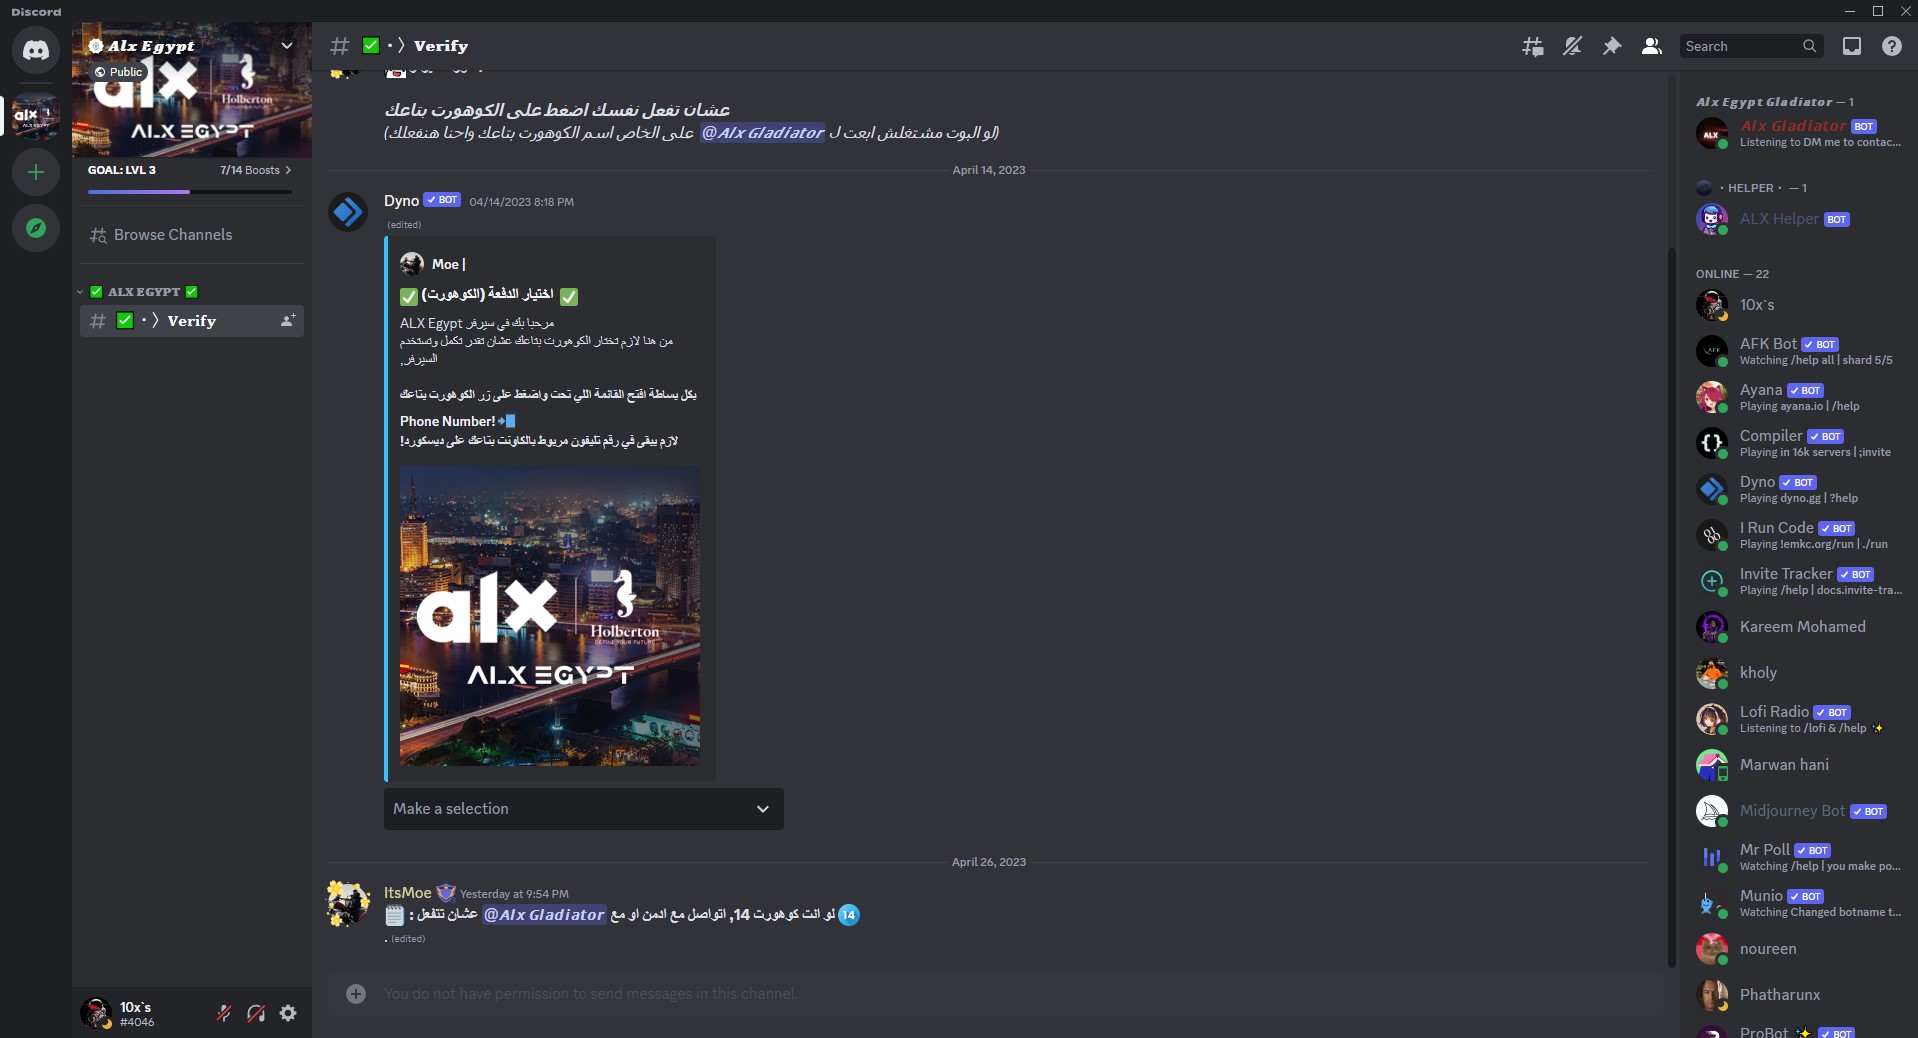 Discord
Alx Egypt
Public
alx
Holberton
ALX EGYPT
GOAL: LVL 3
7/14 Boosts
Browse Channels
✅ ALX EGYPT ✅
✅・〉Verify
10x`s
#4046
✅・〉Verify
Search
عشان تفعل نفسك اضغط على الكوهورت بتاعك
(لو البوت مشتغلش ابعت ل @Alx Gladiator على الخاص اسم الكوهورت بتاعك واحنا هنفعلك)
April 14, 2023
Dyno ✓ BOT 04/14/2023 8:18 PM
(edited)
Moe |
✅ اختيار الدفعة (الكوهورت) ✅
مرحبا بك في سيرفر ALX Egypt
من هنا لازم تختار الكوهورت بتاعك عشان تقدر تكمل وتستخدم
السيرفر,
بكل بساطة افتح القائمة اللي تحت واضغط على زر الكوهورت بتاعك
Phone Number! 📲
لازم يبقى في رقم تليفون مربوط بالكاونت بتاعك على ديسكورد!
alx
Holberton
DEFINE YOUR FUTURE
ALX EGYPT
Make a selection
April 26, 2023
ItsMoe Yesterday at 9:54 PM
14 لو انت كوهورت 14, اتواصل مع ادمن او مع @Alx Gladiator عشان تتفعل :
. (edited)
You do not have permission to send messages in this channel.
Alx Egypt Gladiator — 1
ALX
Alx Gladiator BOT
Listening to DM me to contac...
・HELPER・ — 1
ALX Helper BOT
ONLINE — 22
10x`s
AFK
AFK Bot ✓ BOT
Watching /help all | shard 5/5
Ayana ✓ BOT
Playing ayana.io | /help
{}
Compiler ✓ BOT
Playing in 16k servers | ;invite
Dyno ✓ BOT
Playing dyno.gg | ?help
I Run Code ✓ BOT
Playing !emkc.org/run | ./run
Invite Tracker ✓ BOT
Playing /help | docs.invite-tra...
Kareem Mohamed
kholy
Lofi Radio ✓ BOT
Listening to /lofi & /help ✨
Marwan hani
Midjourney Bot ✓ BOT
Mr Poll ✓ BOT
Watching /help | you make po...
Munio ✓ BOT
Watching Changed botname t...
noureen
Phatharunx
ProBot ✨ ✓ BOT